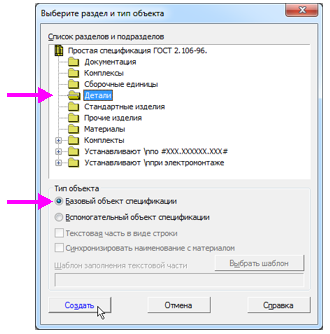 Выберите раздел и тип объекта
Список разделов и подразделов
Простая спецификация ГОСТ 2.106-96.
Документация
Комплексы
Сборочные единицы
Детали
Стандартные изделия
Прочие изделия
Материалы
Комплекты
Устанавливают \nпо #XXX.XXXXXX.XXX#
Устанавливают \nпри электромонтаже
Тип объекта
Базовый объект спецификации
Вспомогательный объект спецификации
Текстовая часть в виде строки
Синхронизировать наименование с материалом
Шаблон заполнения текстовой части
Выбрать шаблон
Создать
Отмена
Справка